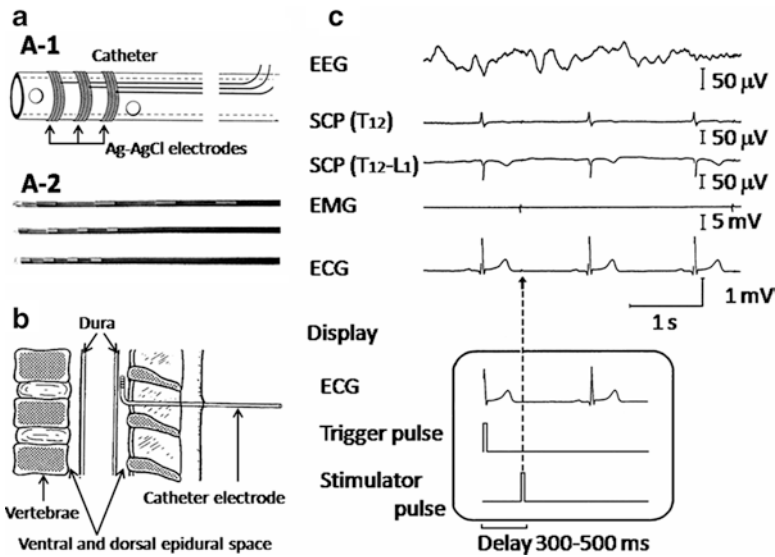 a
A-1
Catheter
Ag-AgCl electrodes
A-2
b
Dura
Catheter electrode
Vertebrae
Ventral and dorsal epidural space
c
EEG
50 µV
SCP (T12)
50 µV
SCP (T12-L1)
50 µV
EMG
5 mV
ECG
1 mV
1 s
Display
ECG
Trigger pulse
Stimulator
pulse
Delay 300-500 ms